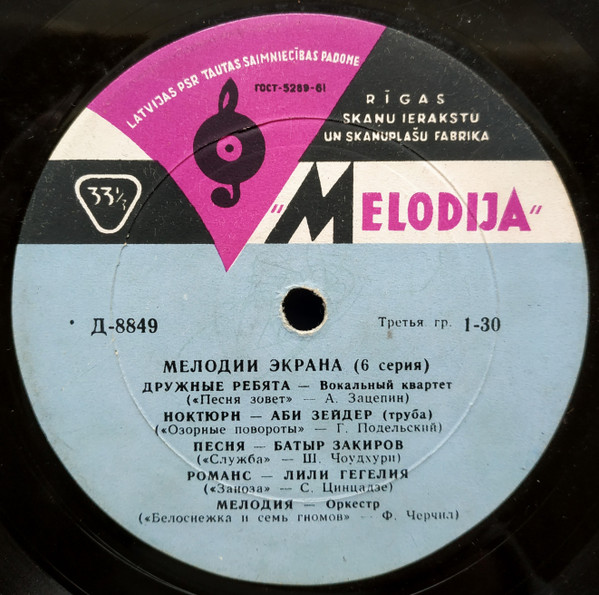 LATVIJAS PSR TAUTAS SAIMNIECĪBAS PADOME
ГОСТ-5289-61
RĪGAS
SKAŅU IERAKSTU
UN SKAŅUPLAŠU FABRIKA
33⅓
"MELODIJA"
Д-8849
Третья гр. 1-30
МЕЛОДИИ ЭКРАНА (6 серия)
ДРУЖНЫЕ РЕБЯТА — Вокальный квартет
(«Песня зовет» — А. Зацепин)
НОКТЮРН — АБИ ЗЕЙДЕР (труба)
(«Озорные повороты» — Г. Подельский)
ПЕСНЯ — БАТЫР ЗАКИРОВ
(«Служба» — Ш. Чоудхури)
РОМАНС — ЛИЛИ ГЕГЕЛИЯ
(«Заноза» — С. Цинцадзе)
МЕЛОДИЯ — Оркестр
(«Белоснежка и семь гномов» — Ф. Черчил)